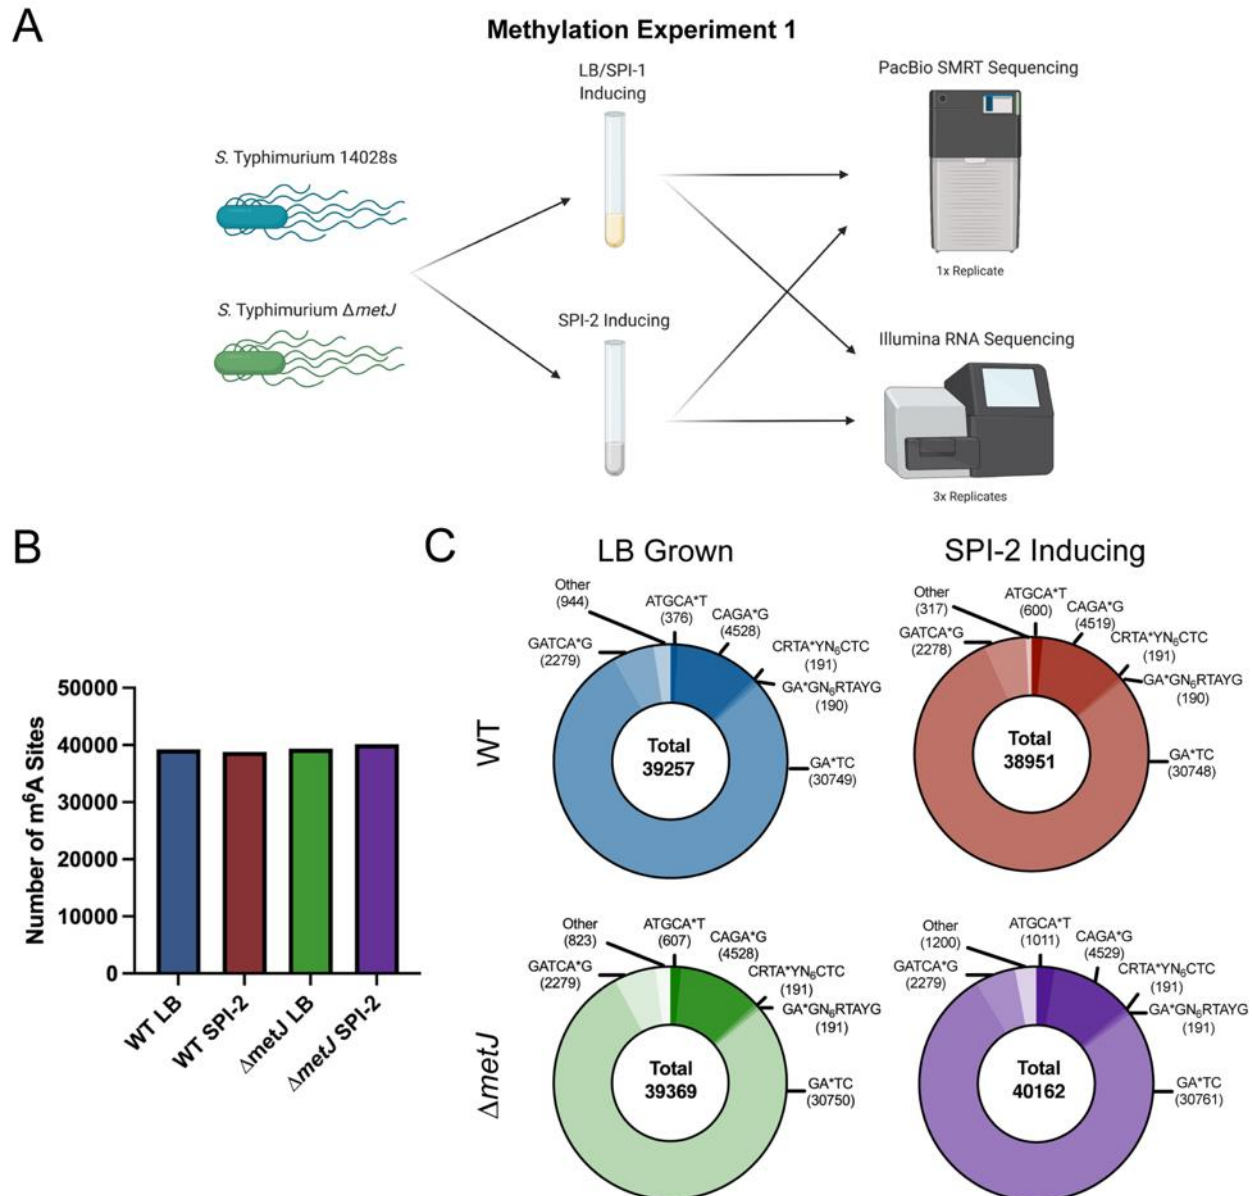 A
Methylation Experiment 1
LB/SPI-1
Inducing
PacBio SMRT Sequencing
S. Typhimurium 14028s
1x Replicate
S. Typhimurium ΔmetJ
SPI-2 Inducing
Illumina RNA Sequencing
3x Replicates
B
Number of m⁶A Sites
50000
40000
30000
20000
10000
0
WT LB
WT SPI-2
ΔmetJ LB
ΔmetJ SPI-2
C
LB Grown
SPI-2 Inducing
WT
Other
(944)
ATGCA*T
(376)
CAGA*G
(4528)
GATCA*G
(2279)
CRTA*YN₆CTC
(191)
GA*GN₆RTAYG
(190)
Total
39257
GA*TC
(30749)
Other
(317)
ATGCA*T
(600)
CAGA*G
(4519)
GATCA*G
(2278)
CRTA*YN₆CTC
(191)
GA*GN₆RTAYG
(190)
Total
38951
GA*TC
(30748)
ΔmetJ
Other
(823)
ATGCA*T
(607)
CAGA*G
(4528)
GATCA*G
(2279)
CRTA*YN₆CTC
(191)
GA*GN₆RTAYG
(191)
Total
39369
GA*TC
(30750)
Other
(1200)
ATGCA*T
(1011)
CAGA*G
(4529)
GATCA*G
(2279)
CRTA*YN₆CTC
(191)
GA*GN₆RTAYG
(191)
Total
40162
GA*TC
(30761)